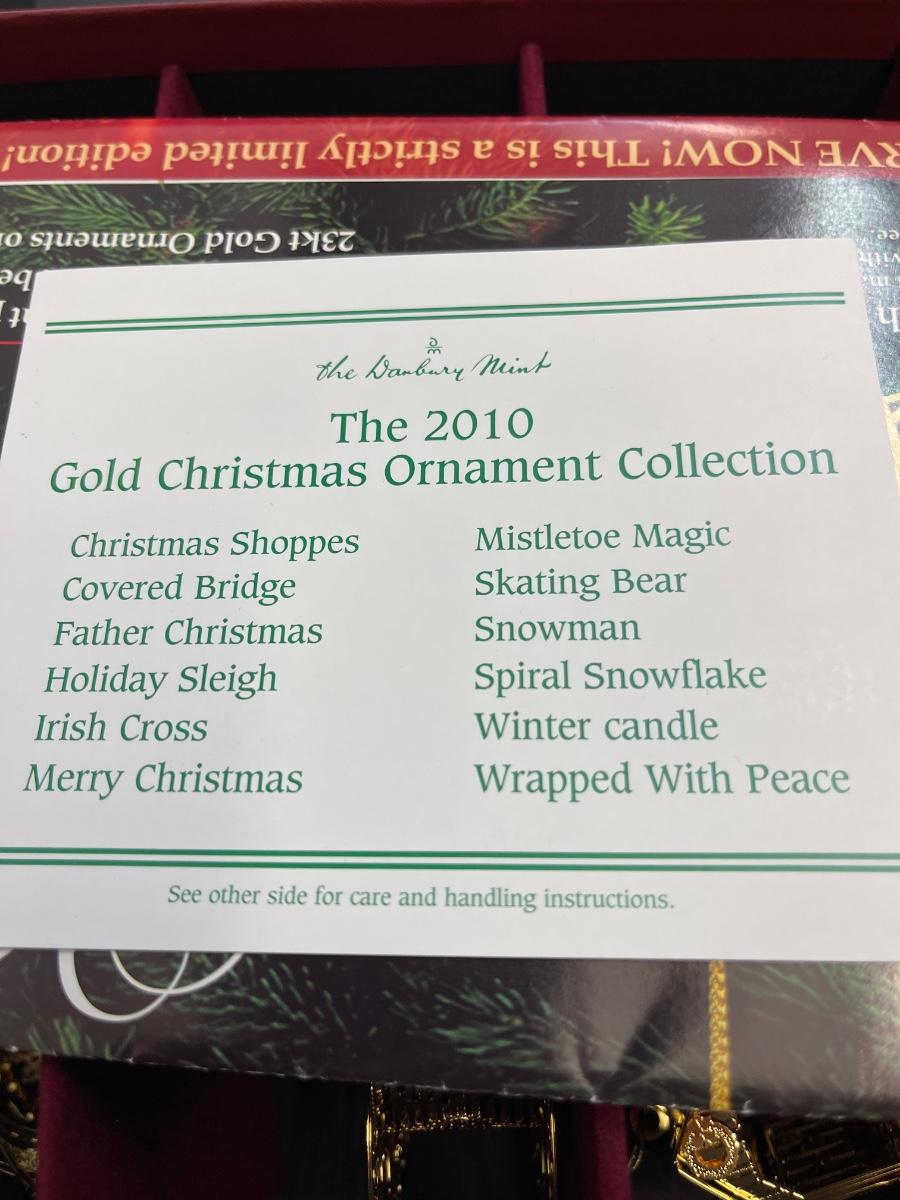 RVE NOW! This is a strictly limited edition!
23kt Gold Ornaments
the Danbury Mint
The 2010
Gold Christmas Ornament Collection
Christmas Shoppes
Covered Bridge
Father Christmas
Holiday Sleigh
Irish Cross
Merry Christmas
Mistletoe Magic
Skating Bear
Snowman
Spiral Snowflake
Winter candle
Wrapped With Peace
See other side for care and handling instructions.